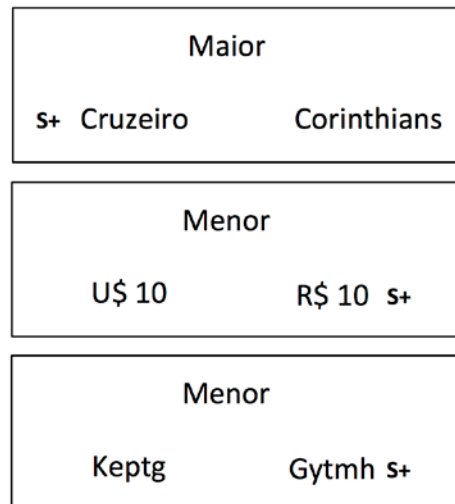 Maior
S+ Cruzeiro Corinthians
Menor
U$ 10 R$ 10 S+
Menor
Keptg Gytmh S+